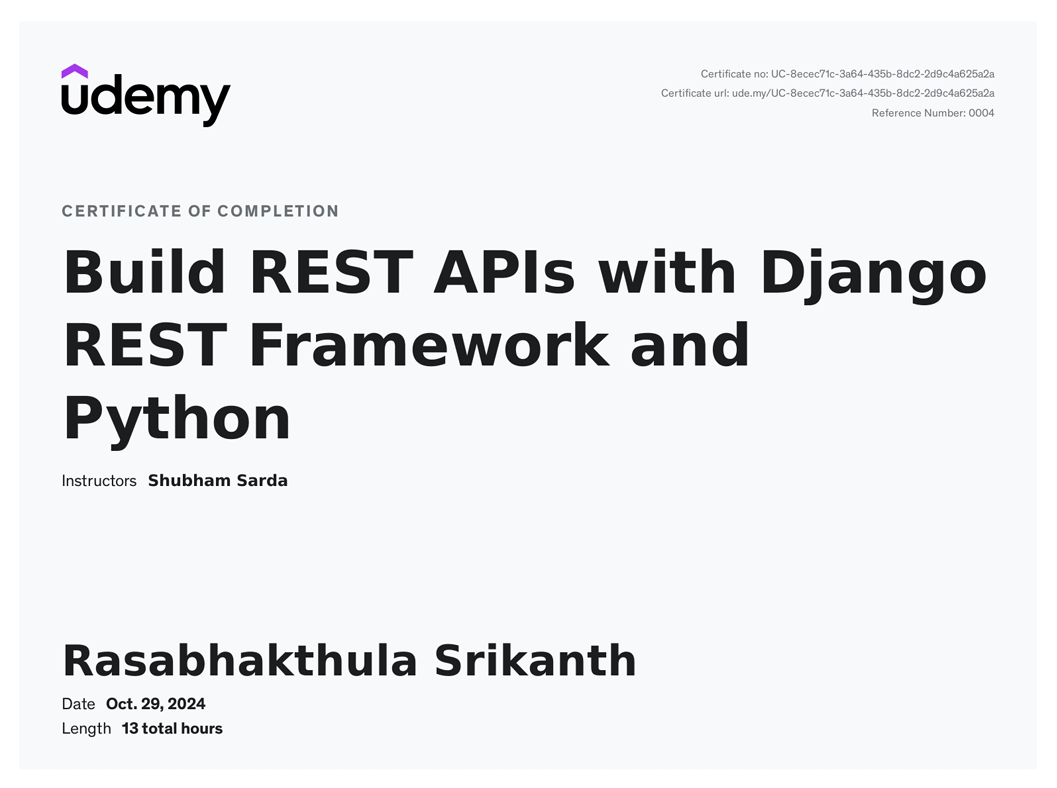 udemy
Certificate no: UC-8ecec71c-3a64-435b-8dc2-2d9c4a625a2a
Certificate url: ude.my/UC-8ecec71c-3a64-435b-8dc2-2d9c4a625a2a
Reference Number: 0004
CERTIFICATE OF COMPLETION
Build REST APIs with Django
REST Framework and
Python
Instructors Shubham Sarda
Rasabhakthula Srikanth
Date Oct. 29, 2024
Length 13 total hours